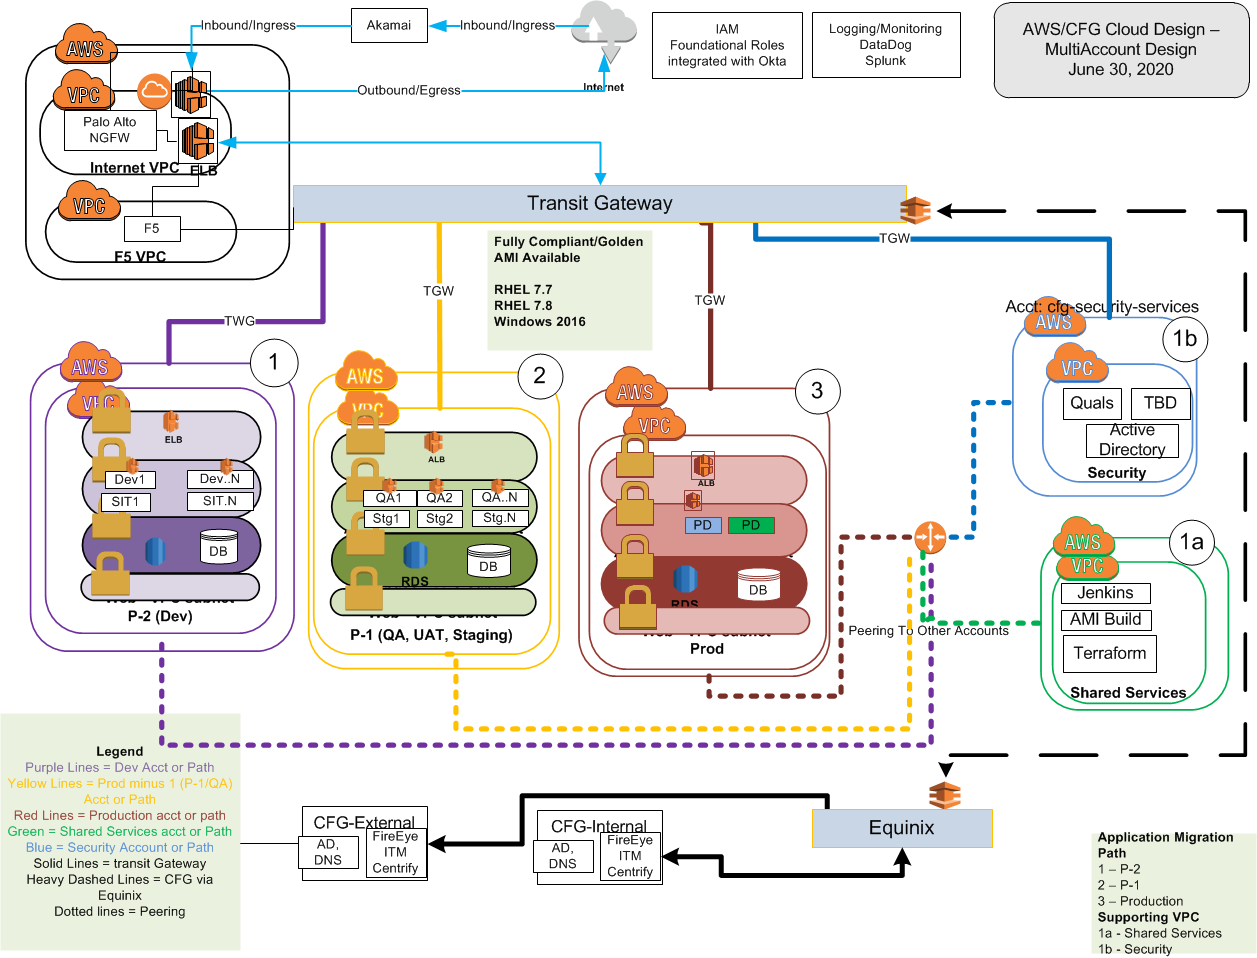 Inbound/Ingress
Akamai
Inbound/Ingress
Internet
IAM
Foundational Roles
integrated with Okta
Logging/Monitoring
DataDog
Splunk
AWS/CFG Cloud Design –
MultiAccount Design
June 30, 2020
AWS
VPC
Outbound/Egress
Palo Alto
NGFW
Internet VPC
ELB
VPC
F5
F5 VPC
Transit Gateway
TGW
Fully Compliant/Golden
AMI Available
RHEL 7.7
RHEL 7.8
Windows 2016
TWG
TGW
TGW
AWS
VPC
1
ELB
Dev1
Dev..N
SIT1
SIT.N
DB
P-2 (Dev)
AWS
VPC
2
ALB
QA1
QA2
QA..N
Stg1
Stg2
Stg.N
RDS
DB
Web – VPC Subnet
P-1 (QA, UAT, Staging)
AWS
VPC
3
ALB
PD
PD
RDS
DB
Prod
Acct: cfg-security-services
AWS
1b
VPC
Quals
TBD
Active
Directory
Security
AWS
VPC
1a
Jenkins
AMI Build
Terraform
Shared Services
Peering To Other Accounts
Legend
Purple Lines = Dev Acct or Path
Yellow Lines = Prod minus 1 (P-1/QA)
Acct or Path
Red Lines = Production acct or path
Green = Shared Services acct or Path
Blue = Security Account or Path
Solid Lines = transit Gateway
Heavy Dashed Lines = CFG via
Equinix
Dotted lines = Peering
CFG-External
AD,
DNS
FireEye
ITM
Centrify
CFG-Internal
AD,
DNS
FireEye
ITM
Centrify
Equinix
Application Migration
Path
1 – P-2
2 – P-1
3 – Production
Supporting VPC
1a - Shared Services
1b - Security